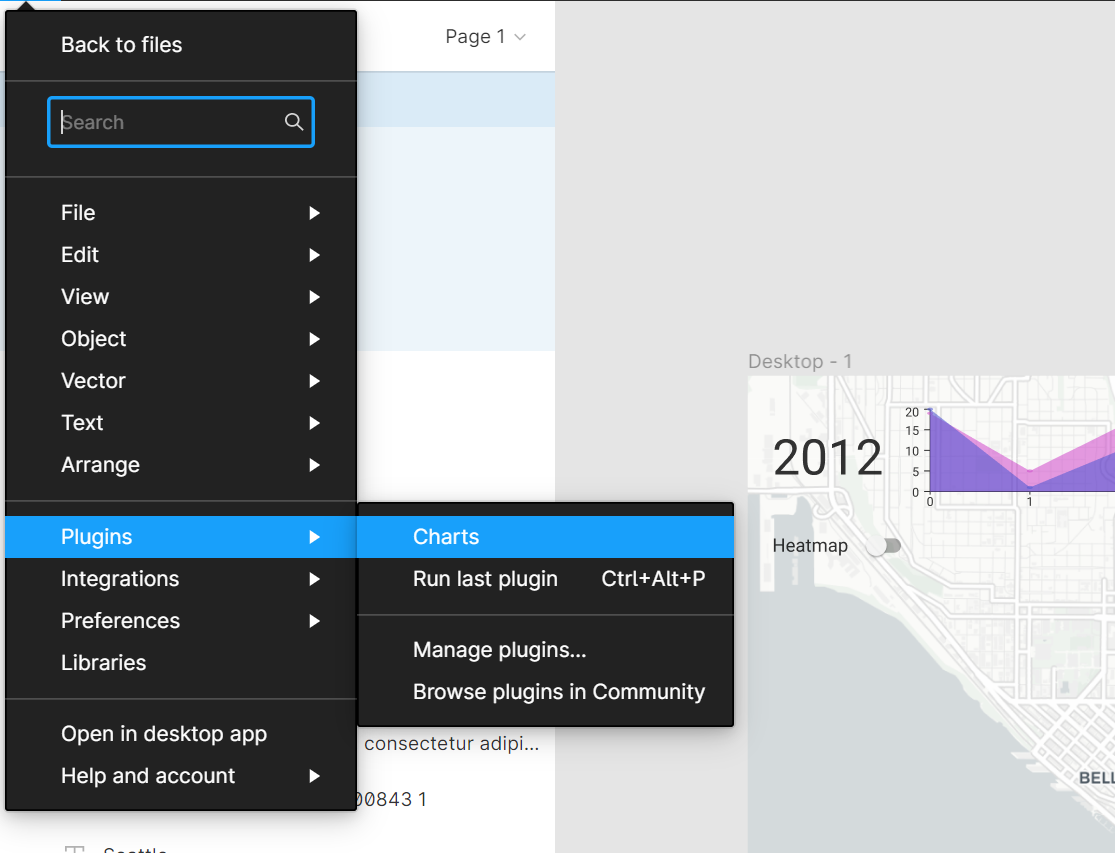 Back to files
Page 1
Search
File
Edit
View
Object
Vector
Text
Arrange
Plugins
Integrations
Preferences
Libraries
Open in desktop app
Help and account
Charts
Run last plugin Ctrl+Alt+P
Manage plugins...
Browse plugins in Community
consectetur adipi...
00843 1
Seattle
Desktop - 1
2012
20
15
10
5
0
0 1
Heatmap
BELL